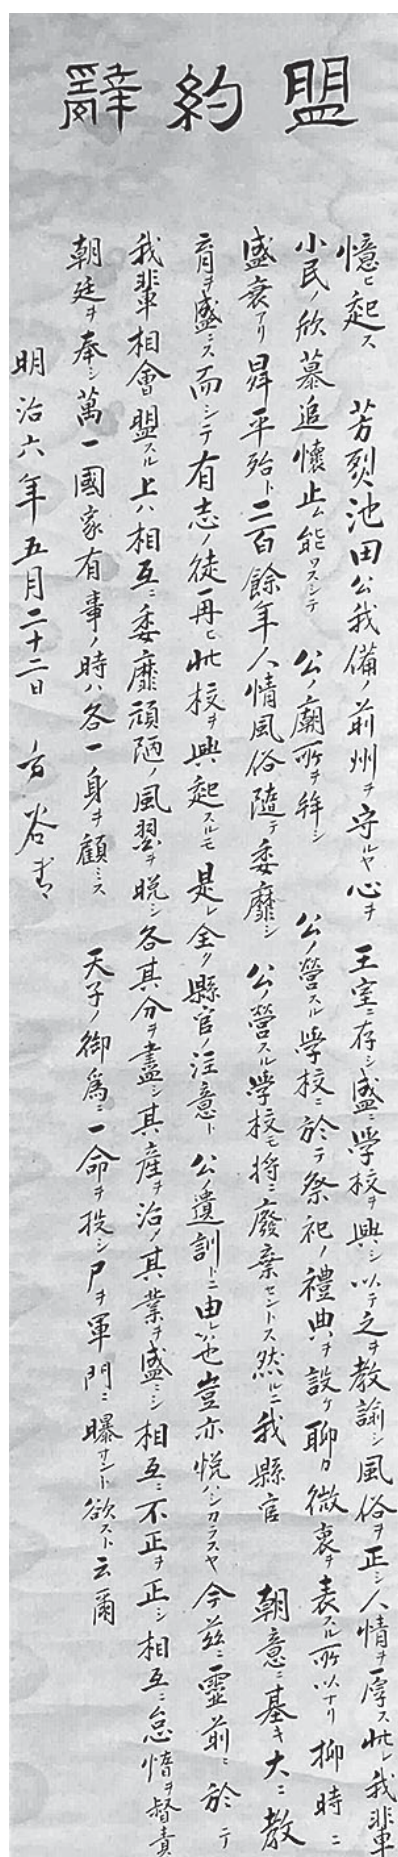 盟約辭
憶ヒ起ス 芳烈池田公我備ノ前州ヲ守ルヤ心ヲ 王室ニ存シ盛ニ學校ヲ興シ以テ之ヲ教諭シ風俗ヲ正シ人情ヲ厚ス此レ我輩
小民ノ欣慕追懐止ム能ワスシテ 公ノ廟所ヲ拝シ 公ノ營スル學校ニ於テ祭祀ノ禮典ヲ設ケ聊カ微衷ヲ表スル所以ナリ抑時ニ
盛衰アリ昇平殆ト二百餘年人情風俗隨テ委靡シ 公ノ營スル學校モ將ニ廢棄セントス然ルニ我縣官 朝意ニ基キ大ニ教
育ヲ盛ニス而シテ有志ノ徒再ヒ此校ヲ興起スルモ是レ全ク縣官ノ注意ト 公ノ遺訓トニ由レハ也豈亦悦ハシカラスヤ今茲ニ靈前ニ於テ
我輩相會盟スル上ハ相互ニ委靡頑陋ノ風習ヲ脱シ各其分ヲ盡シ其産ヲ治メ其業ヲ盛ニシ相互ニ不正ヲ正シ相互ニ怠惰ヲ督責
朝廷ヲ奉シ萬一國家有事ノ時ハ各一身ヲ顧ミス 天子ノ御爲ニ一命ヲ投シ尸ヲ軍門ニ曝サント欲スト云爾
明治六年五月二十二日 方谷書